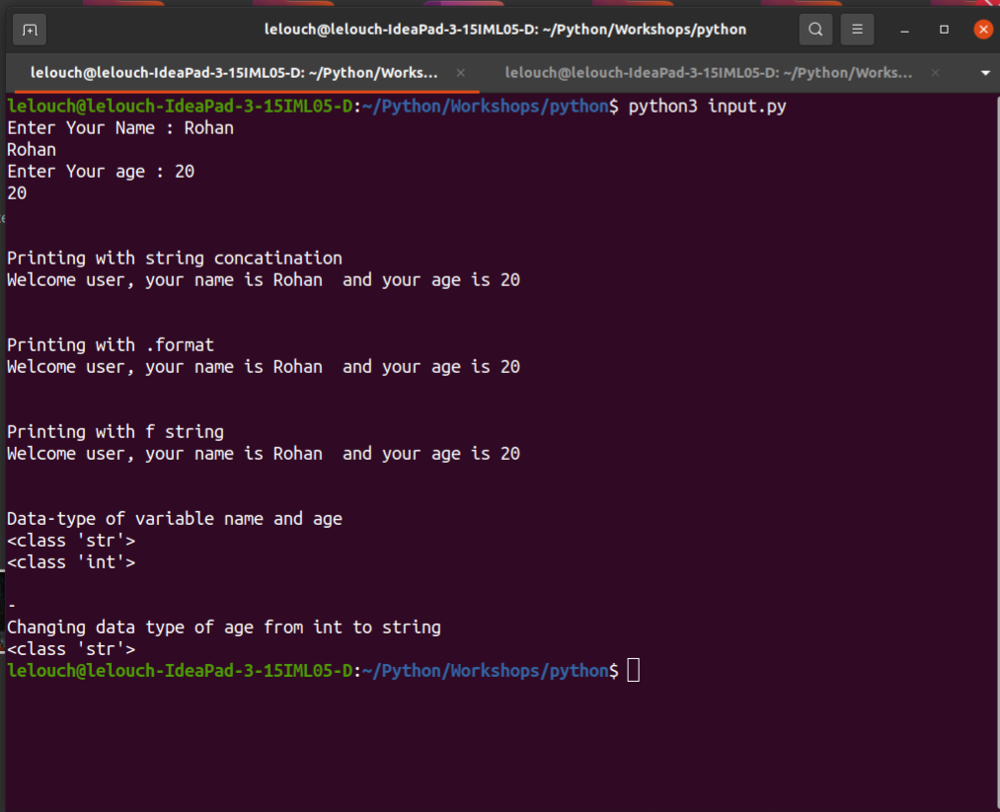 lelouch@lelouch-IdeaPad-3-15IML05-D: ~/Python/Workshops/python
lelouch@lelouch-IdeaPad-3-15IML05-D: ~/Python/Works... × lelouch@lelouch-IdeaPad-3-15IML05-D: ~/Python/Works... ×
lelouch@lelouch-IdeaPad-3-15IML05-D:~/Python/Workshops/python$ python3 input.py
Enter Your Name : Rohan
Rohan
Enter Your age : 20
20
Printing with string concatination
Welcome user, your name is Rohan  and your age is 20
Printing with .format
Welcome user, your name is Rohan  and your age is 20
Printing with f string
Welcome user, your name is Rohan  and your age is 20
Data-type of variable name and age
<class 'str'>
<class 'int'>
-
Changing data type of age from int to string
<class 'str'>
lelouch@lelouch-IdeaPad-3-15IML05-D:~/Python/Workshops/python$